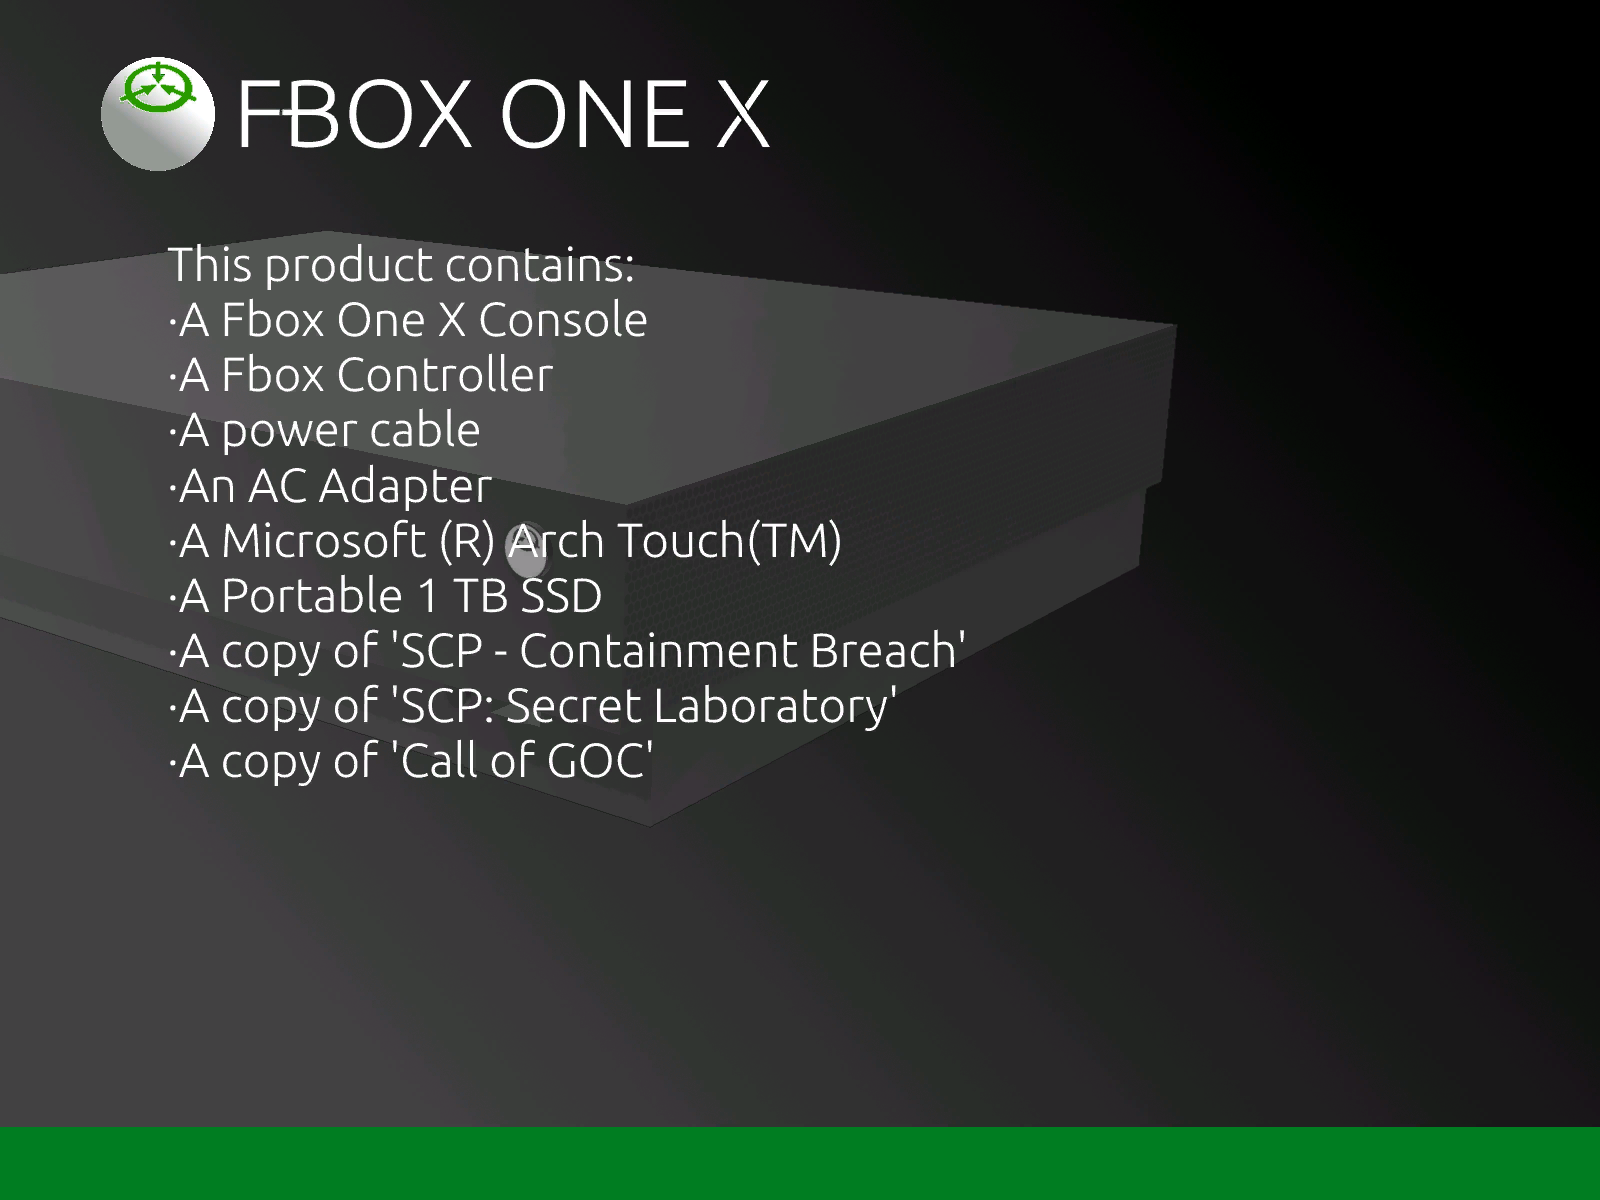 FBOX ONE X
This product contains:
·A Fbox One X Console
·A Fbox Controller
·A power cable
·An AC Adapter
·A Microsoft (R) Arch Touch(TM)
·A Portable 1 TB SSD
·A copy of 'SCP - Containment Breach'
·A copy of 'SCP: Secret Laboratory'
·A copy of 'Call of GOC'